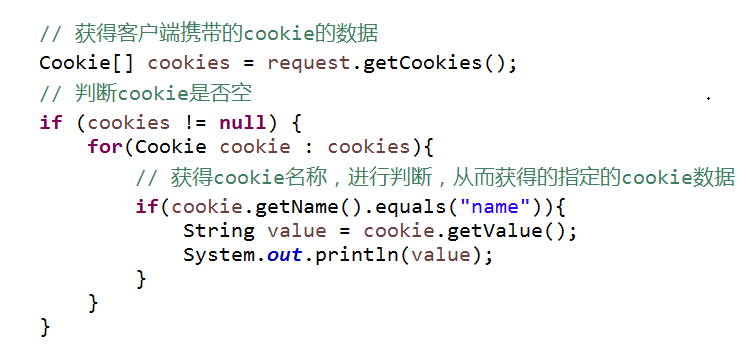 // 获得客户端携带的cookie的数据
Cookie[] cookies = request.getCookies();
// 判断cookie是否空
if (cookies != null) {
    for(Cookie cookie : cookies){
        // 获得cookie名称，进行判断，从而获得的指定的cookie数据
        if(cookie.getName().equals("name")){
            String value = cookie.getValue();
            System.out.println(value);
        }
    }
}